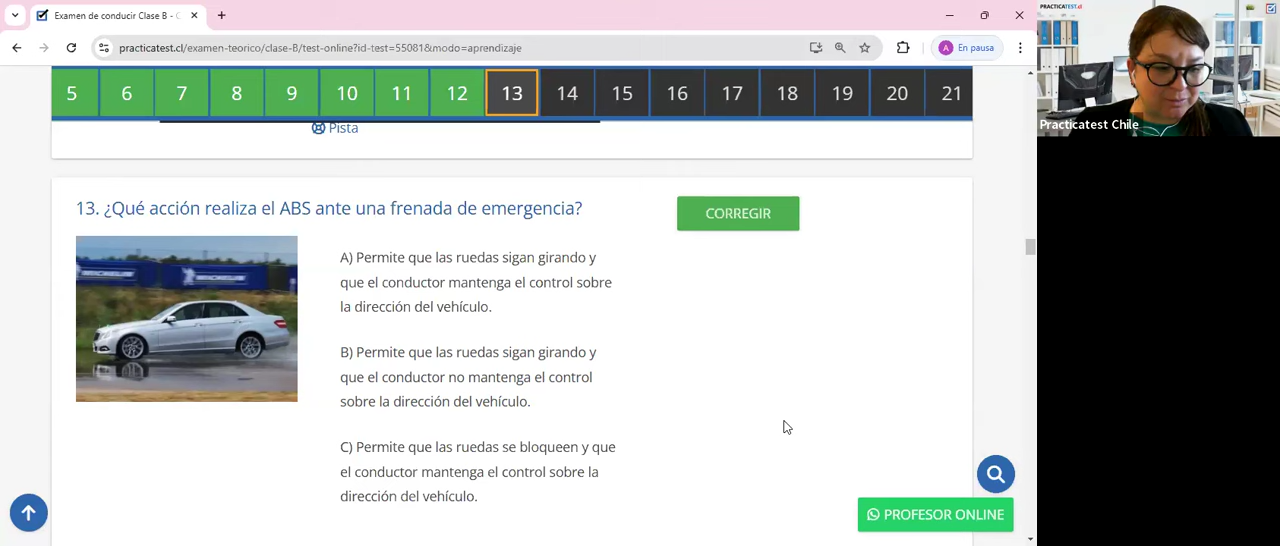 Examen de conducir Clase B - C
practicatest.cl/examen-teorico/clase-B/test-online?id-test=55081&modo=aprendizaje
A En pausa
PRACTICATEST.cl
Practicatest Chile
5 6 7 8 9 10 11 12 13 14 15 16 17 18 19 20 21
Pista
13. ¿Qué acción realiza el ABS ante una frenada de emergencia?
CORREGIR
MICHELIN
A) Permite que las ruedas sigan girando y
que el conductor mantenga el control sobre
la dirección del vehículo.
B) Permite que las ruedas sigan girando y
que el conductor no mantenga el control
sobre la dirección del vehículo.
C) Permite que las ruedas se bloqueen y que
el conductor mantenga el control sobre la
dirección del vehículo.
PROFESOR ONLINE